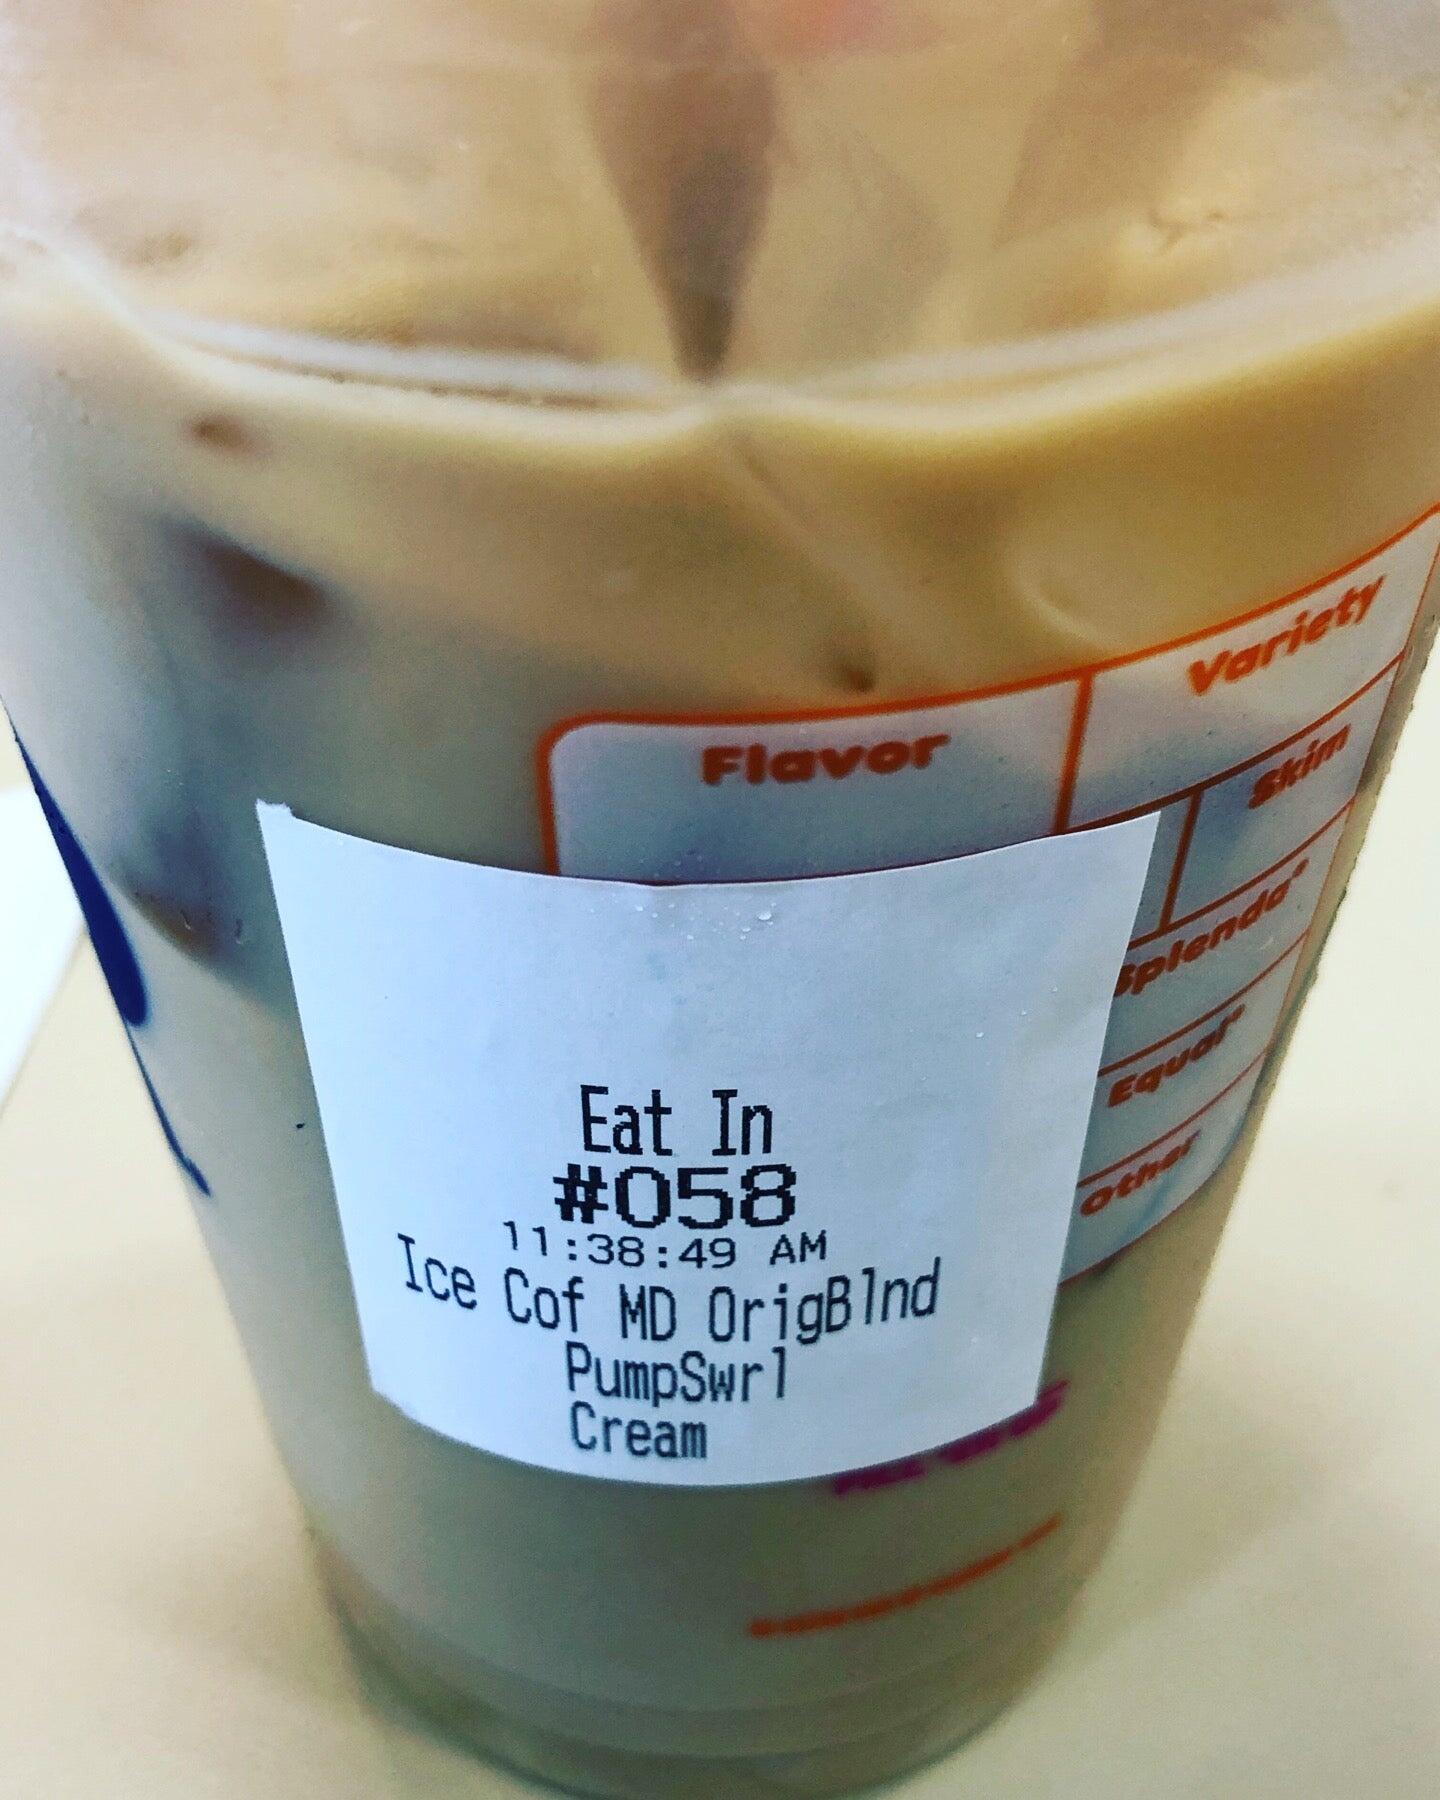 Flavor
Variety
Skim
Splenda®
Equal®
Other
Eat In
#058
11:38:49 AM
Ice Cof MD OrigBlnd
PumpSwrl
Cream